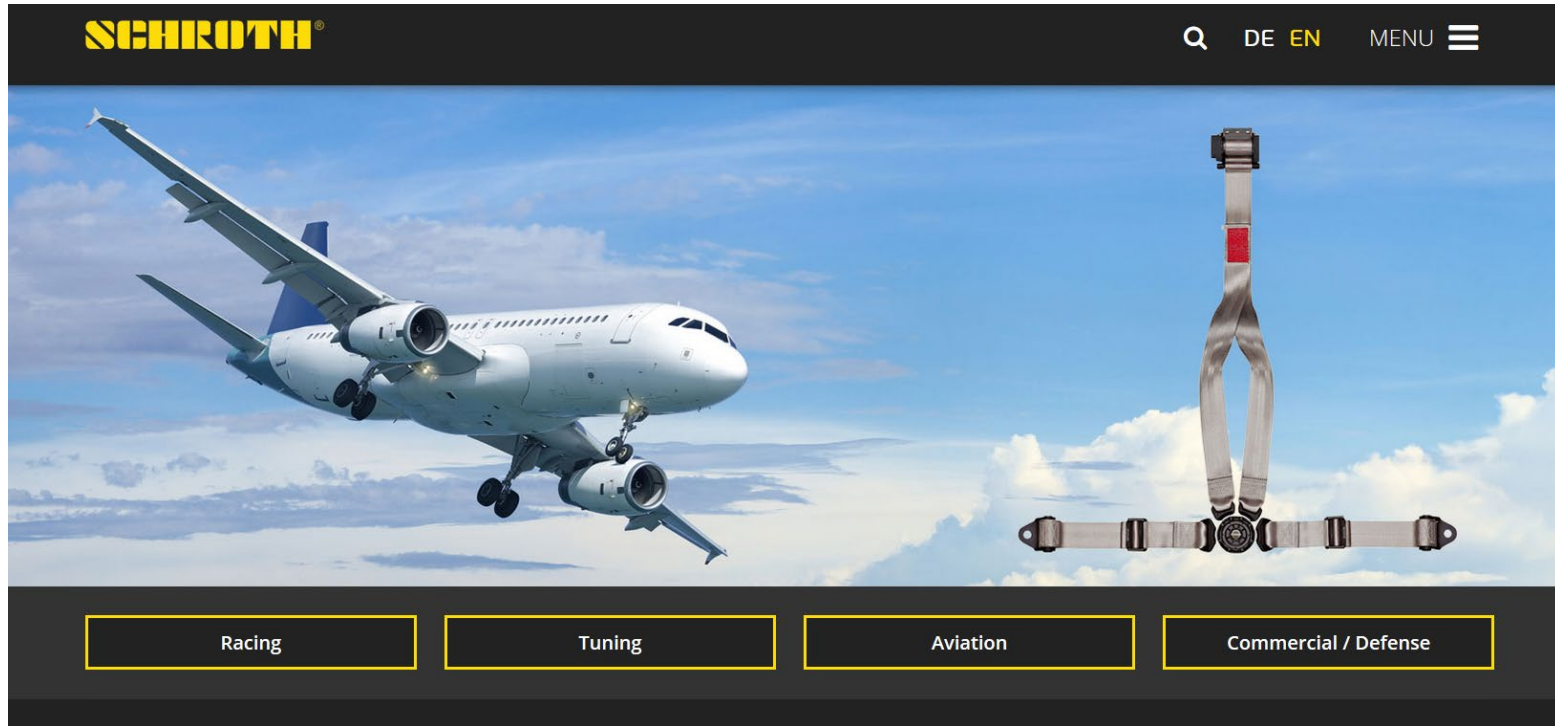 SCHROTH®
DE EN MENU
Racing
Tuning
Aviation
Commercial / Defense